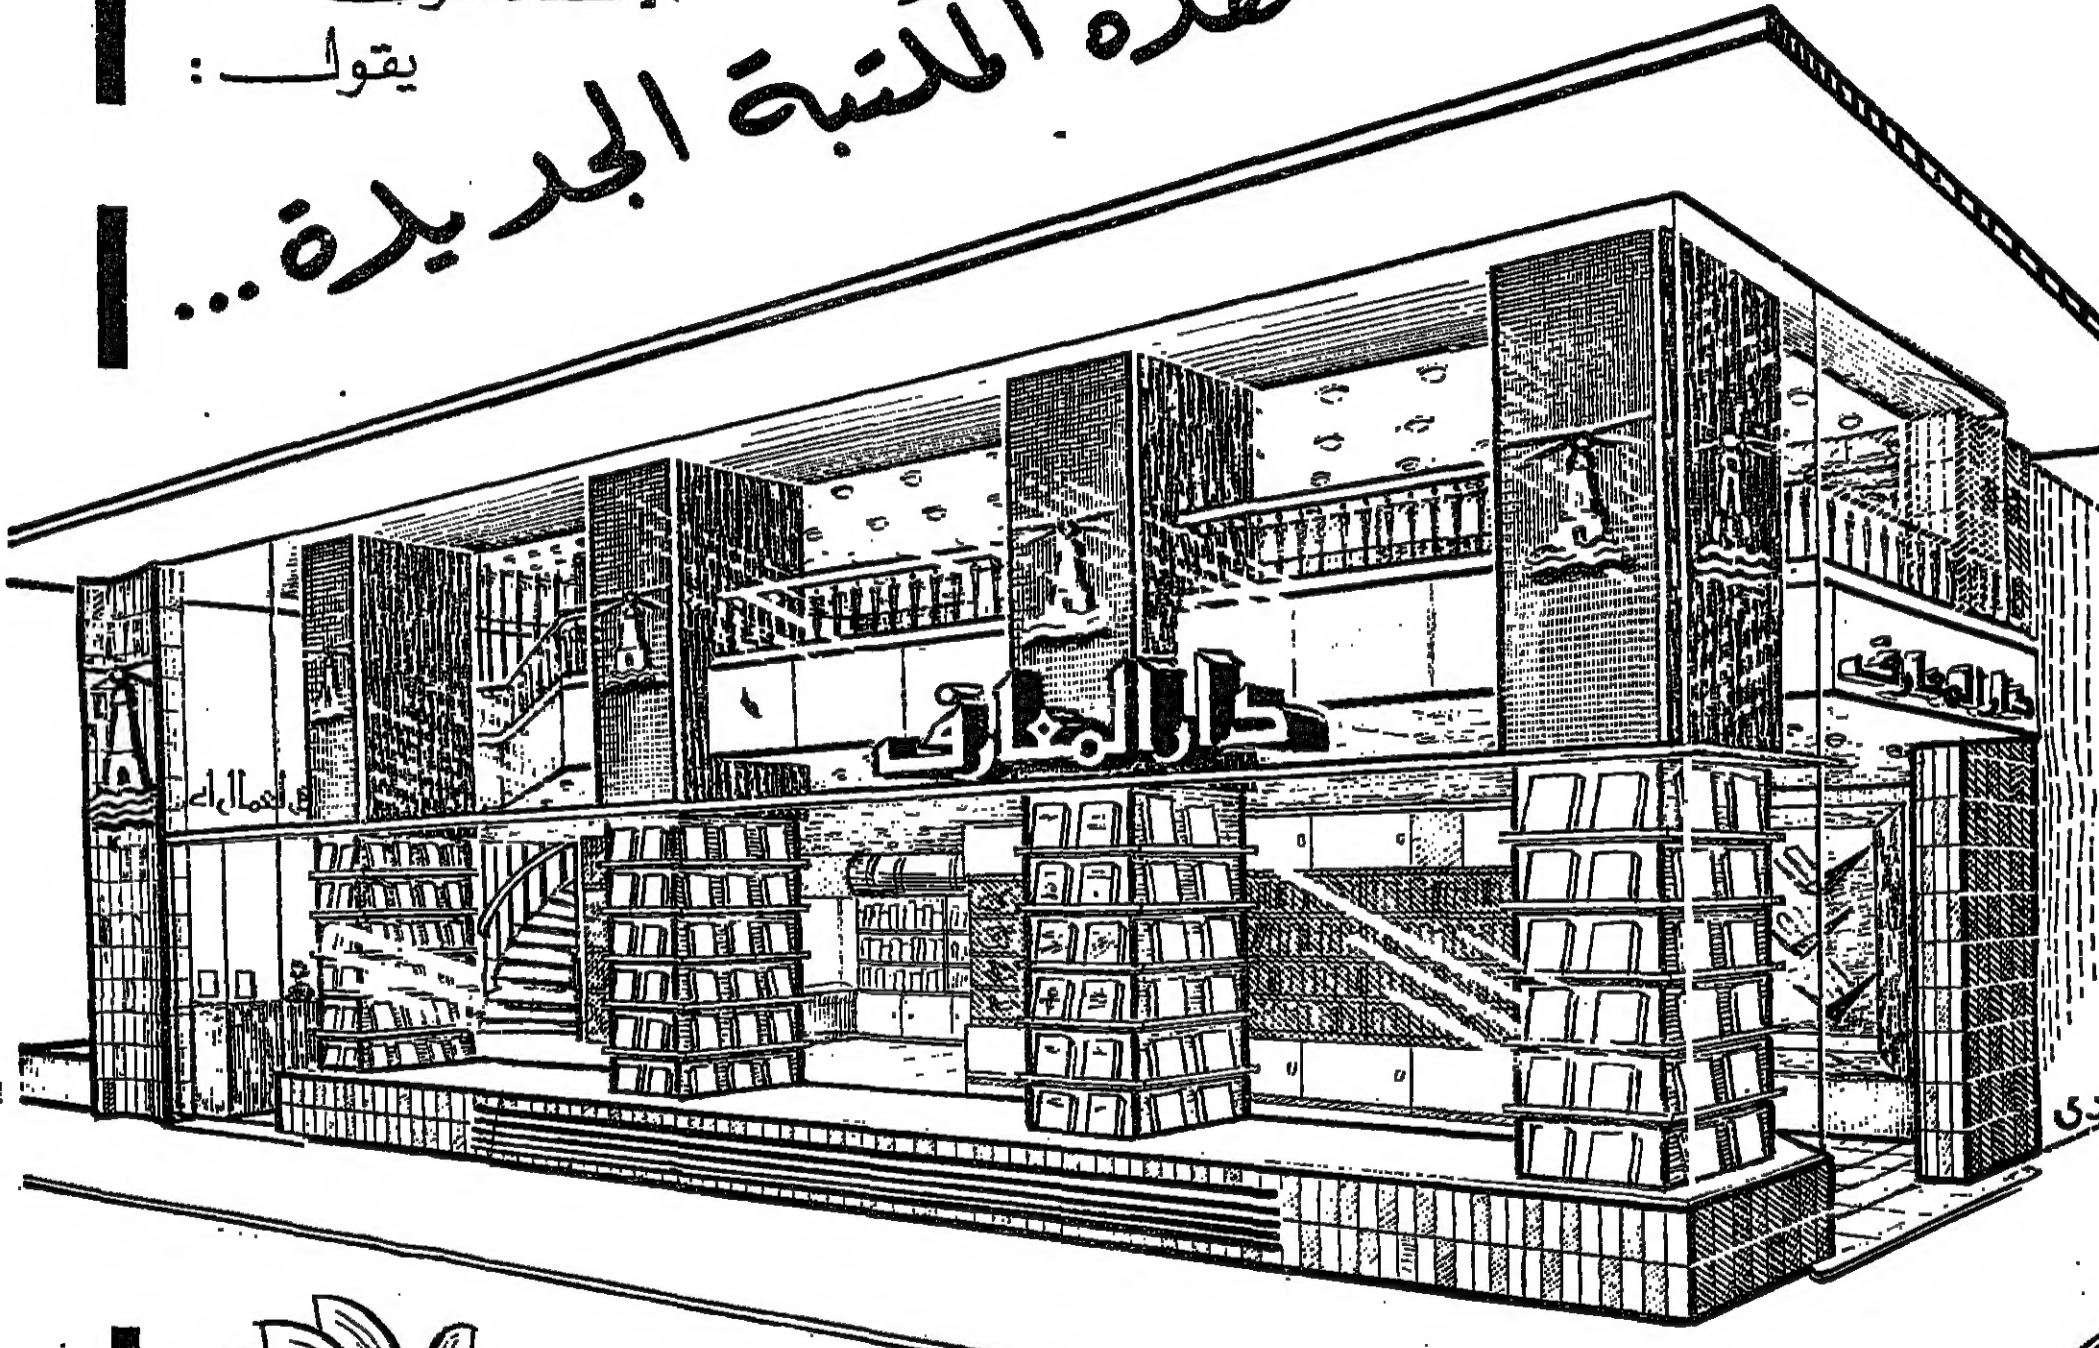 يقول :
هذه المكتبة الجديدة ...
دار المعارف
دار المعارف